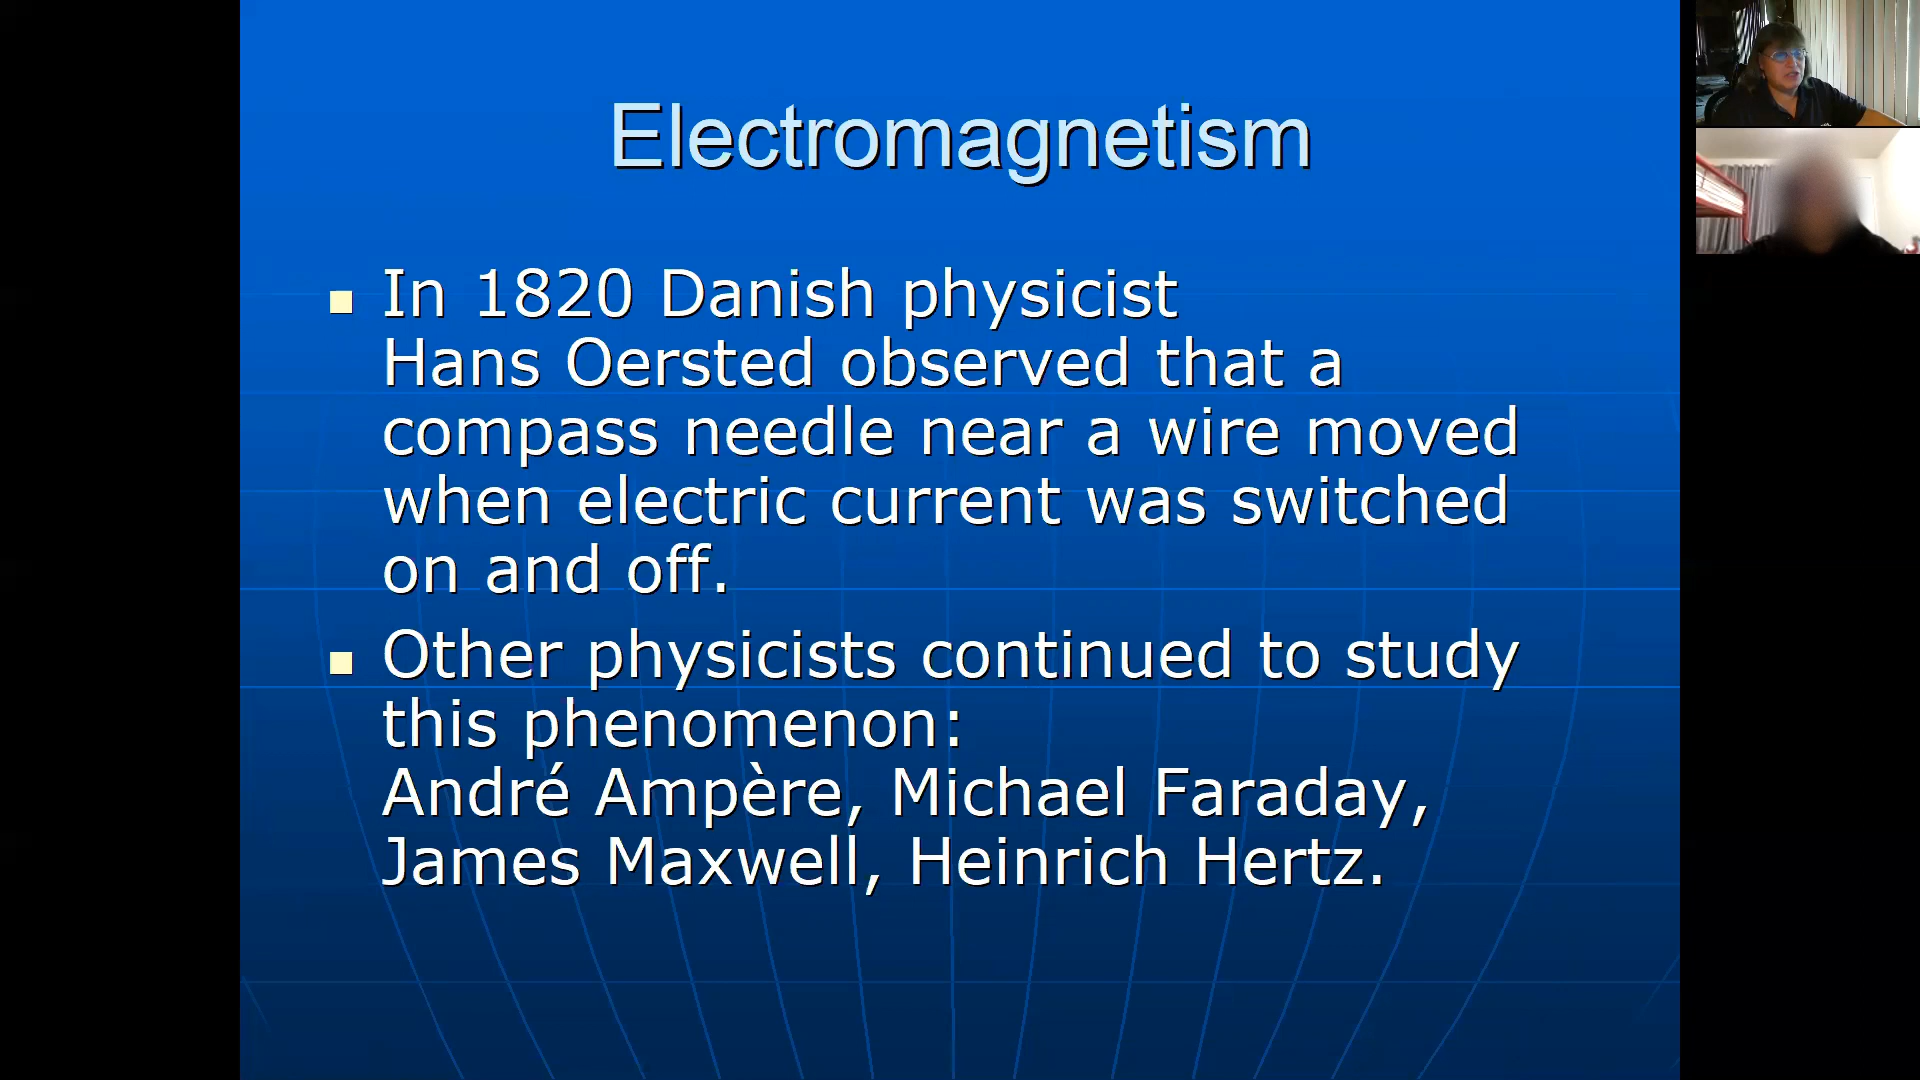 Electromagnetism
In 1820 Danish physicist
Hans Oersted observed that a
compass needle near a wire moved
when electric current was switched
on and off.
Other physicists continued to study
this phenomenon:
André Ampère, Michael Faraday,
James Maxwell, Heinrich Hertz.